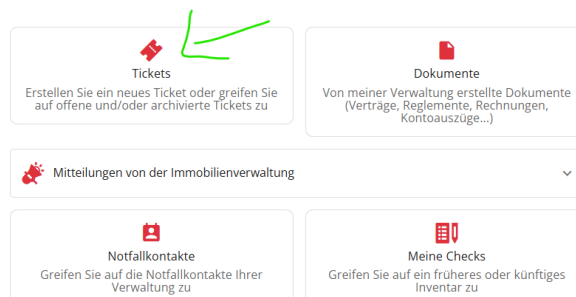 Tickets
Erstellen Sie ein neues Ticket oder greifen Sie
auf offene und/oder archivierte Tickets zu
Dokumente
Von meiner Verwaltung erstellte Dokumente
(Verträge, Reglemente, Rechnungen,
Kontoauszüge...)
Mitteilungen von der Immobilienverwaltung
Notfallkontakte
Greifen Sie auf die Notfallkontakte Ihrer
Verwaltung zu
Meine Checks
Greifen Sie auf ein früheres oder künftiges
Inventar zu